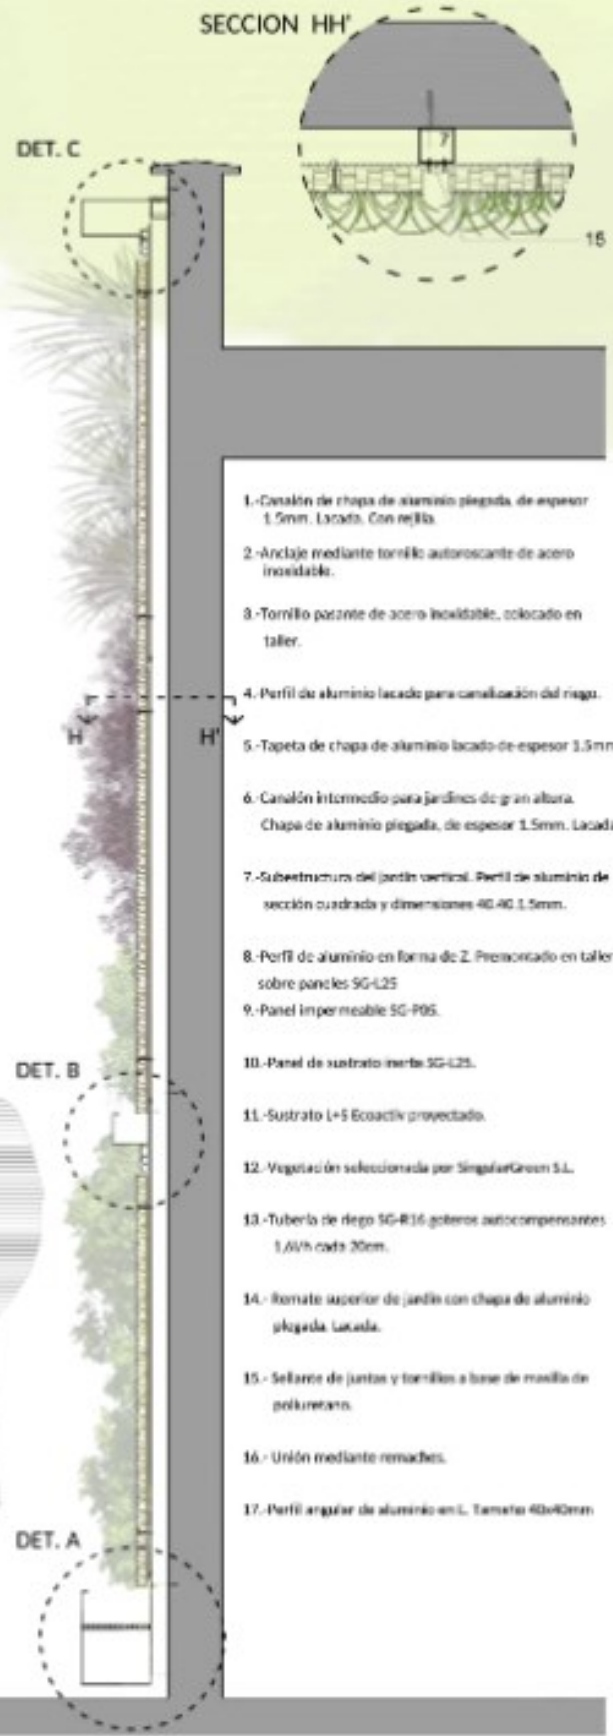 SECCION HH'
DET. C
7
15
1.-Canalón de chapa de aluminio plegada, de espesor
1.5mm. Lacada. Con rejilla.
2.-Anclaje mediante tornillo autoroscante de acero
inoxidable.
3.-Tornillo pasante de acero inoxidable, colocado en
taller.
4.-Perfil de aluminio lacado para canalización del riego.
H H'
5.-Tapeta de chapa de aluminio lacado de espesor 1.5mm
6.-Canalón intermedio para jardines de gran altura.
Chapa de aluminio plegada, de espesor 1.5mm. Lacada
7.-Subestructura del jardín vertical. Perfil de aluminio de
sección cuadrada y dimensiones 40.40.1.5mm.
8.-Perfil de aluminio en forma de Z. Premontado en taller
sobre paneles SG-L25
9.-Panel impermeable SG-P05.
DET. B
10.-Panel de sustrato inerte SG-L25.
11.-Sustrato L+S Ecoactiv proyectado.
12.-Vegetación seleccionada por SingularGreen S.L.
13.-Tubería de riego SG-R16 goteros autocompensantes
1,6l/h cada 20cm.
14.- Remate superior de jardín con chapa de aluminio
plegada. Lacada.
15.- Sellante de juntas y tornillos a base de masilla de
poliuretano.
16.- Unión mediante remaches.
17.-Perfil angular de aluminio en L. Tamaño 40x40mm
DET. A